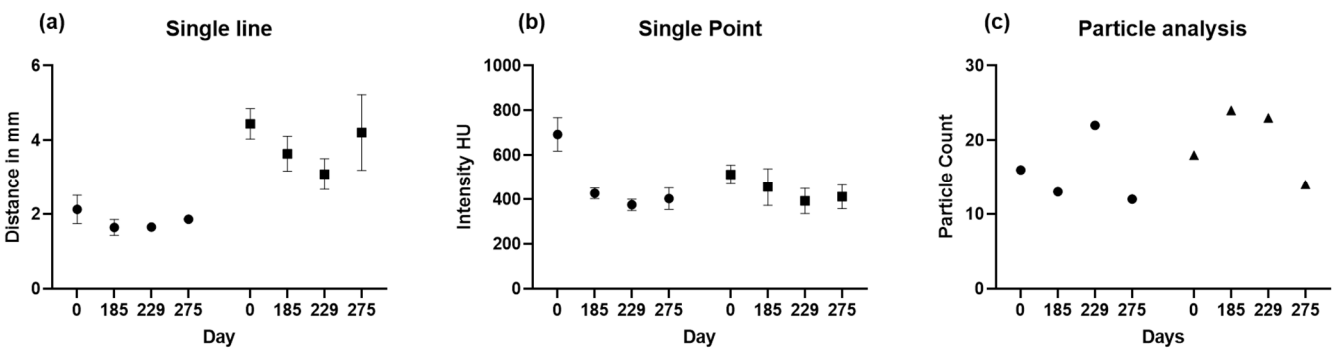 (a)
Single line
6
4
2
0
Distance in mm
0 185 229 275 0 185 229 275
Day
(b)
Single Point
1000
800
600
400
200
0
Intensity HU
0 185 229 275 0 185 229 275
Day
(c)
Particle analysis
30
20
10
0
Particle Count
0 185 229 275 0 185 229 275
Days